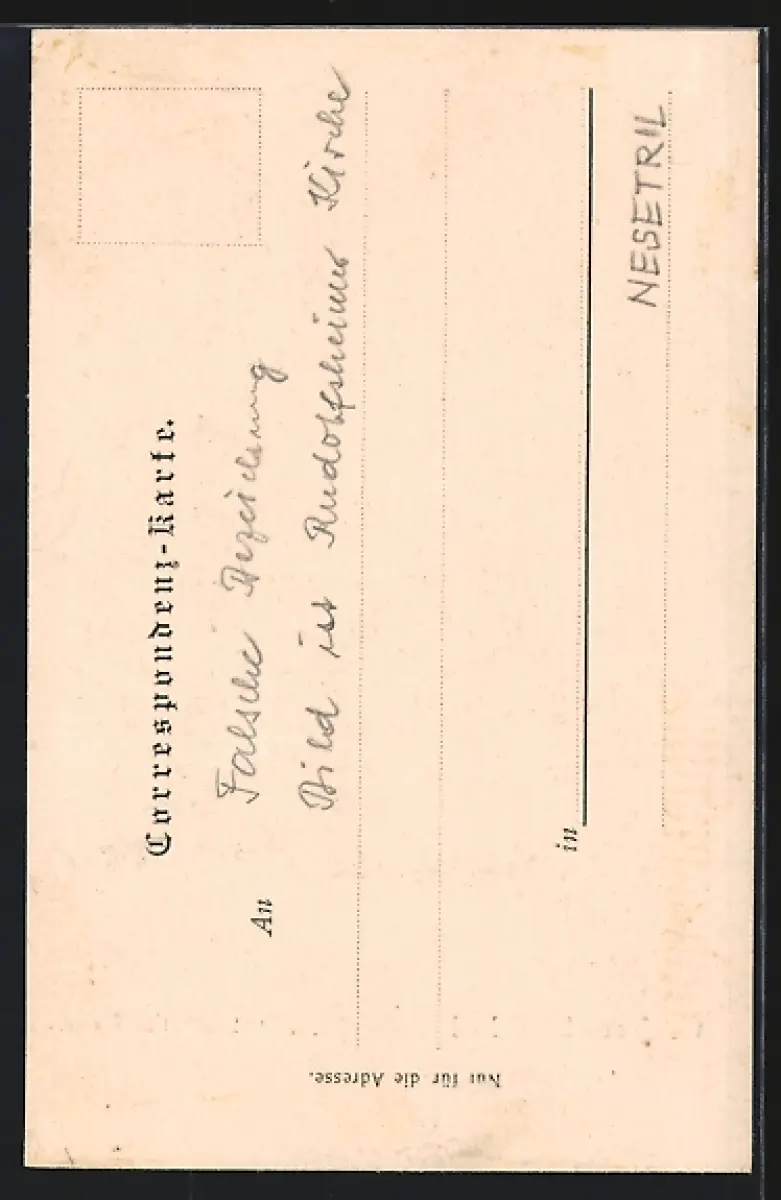 Correspondenz-Karte.
An
Falsche Bezeichnung
Bild ist Rudolfsheimer Kirche
in
NESETRIL
Nur für die Adresse.